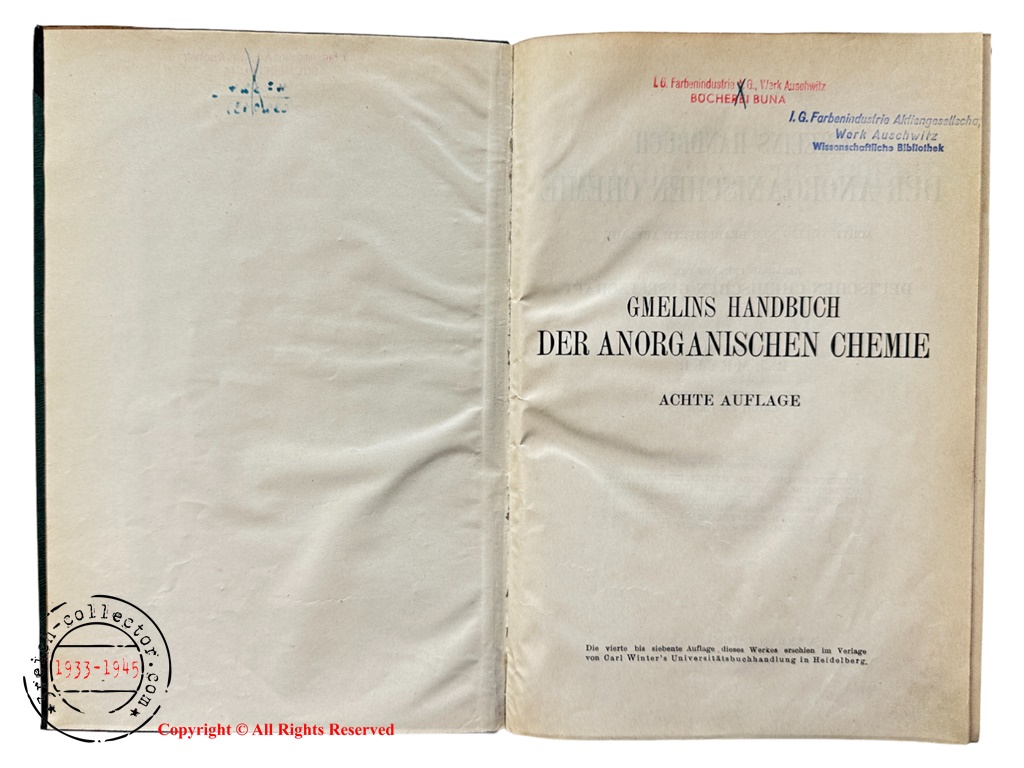 I. G. Farbenindustrie A. G., Werk Auschwitz
BÜCHEREI BUNA
I. G. Farbenindustrie Aktiengesellscha
Werk Auschwitz
Wissenschaftliche Bibliothek
GMELINS HANDBUCH
DER ANORGANISCHEN CHEMIE
ACHTE AUFLAGE
Die vierte bis siebente Auflage dieses Werkes erschien im Verlage
von Carl Winter's Universitätsbuchhandlung in Heidelberg.
reich-collector.com
1933-1945
Copyright © All Rights Reserved